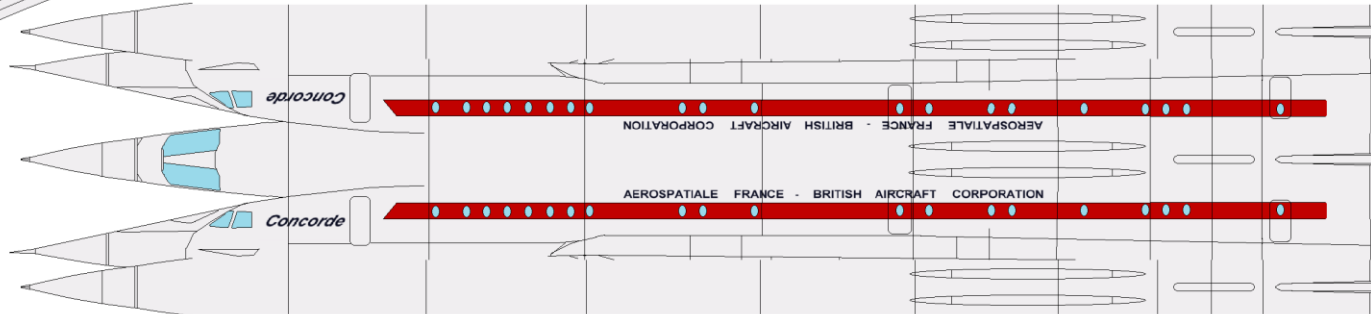 Concorde
AEROSPATIALE FRANCE - BRITISH AIRCRAFT CORPORATION
AEROSPATIALE FRANCE - BRITISH AIRCRAFT CORPORATION
Concorde